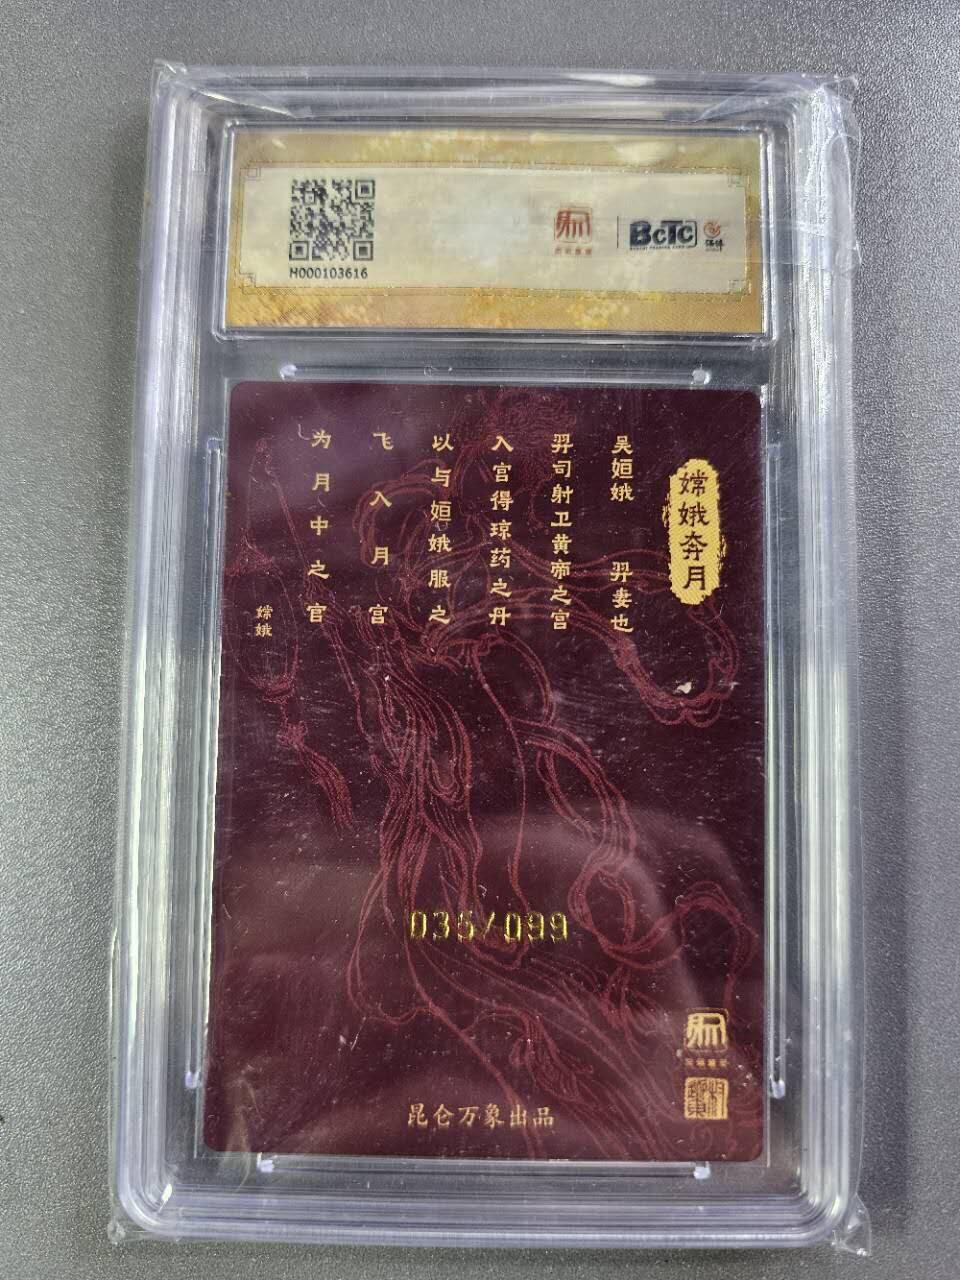 H000103616
BCTC
保粹
嫦娥奔月
吴姮娥 羿妻也
羿司射卫黄帝之宫
入宫得琼药之丹
以与姮娥服之
飞入月宫
为月中之官
嫦娥
035/099
昆仑万象出品